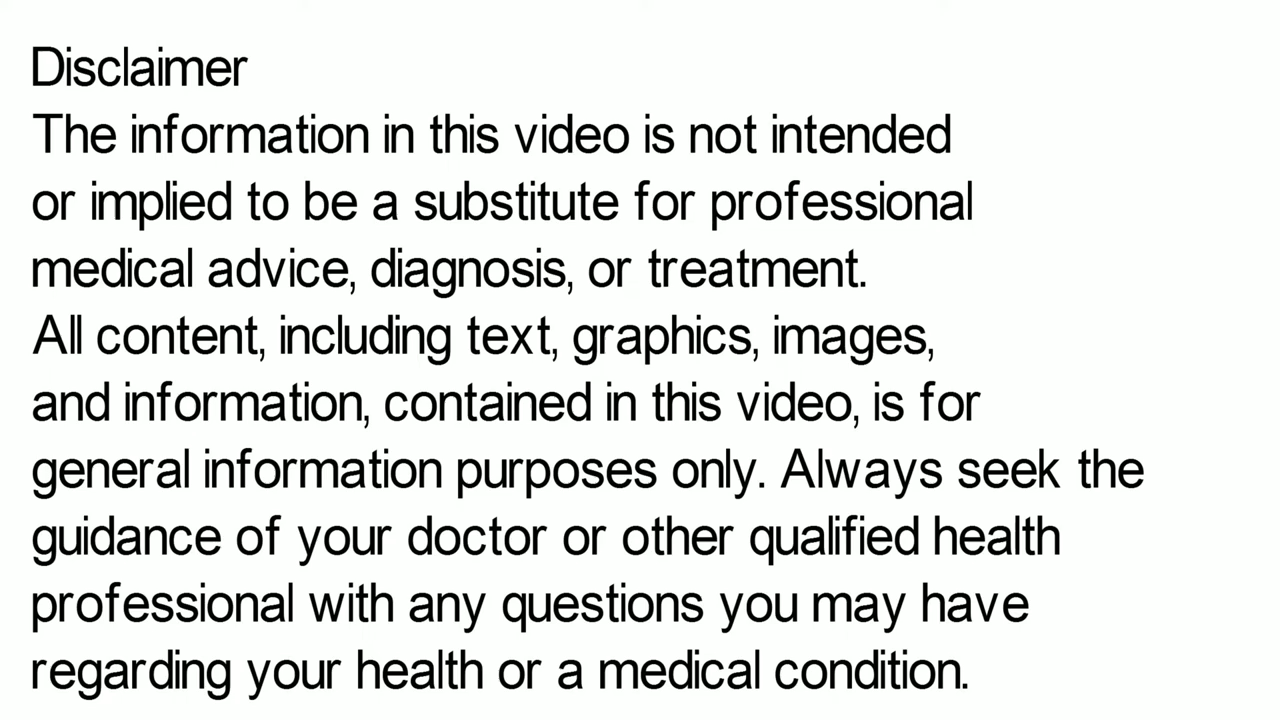 Disclaimer
The information in this video is not intended
or implied to be a substitute for professional
medical advice, diagnosis, or treatment.
All content, including text, graphics, images,
and information, contained in this video, is for
general information purposes only. Always seek the
guidance of your doctor or other qualified health
professional with any questions you may have
regarding your health or a medical condition.